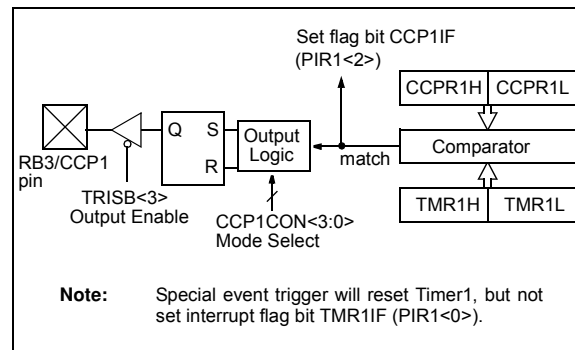 Set flag bit CCP1IF
(PIR1<2>)
CCPR1H CCPR1L
Q S Output
Logic
R
match
Comparator
RB3/CCP1
pin
TRISB<3>
Output Enable
CCP1CON<3:0>
Mode Select
TMR1H TMR1L
Note: Special event trigger will reset Timer1, but not
set interrupt flag bit TMR1IF (PIR1<0>).